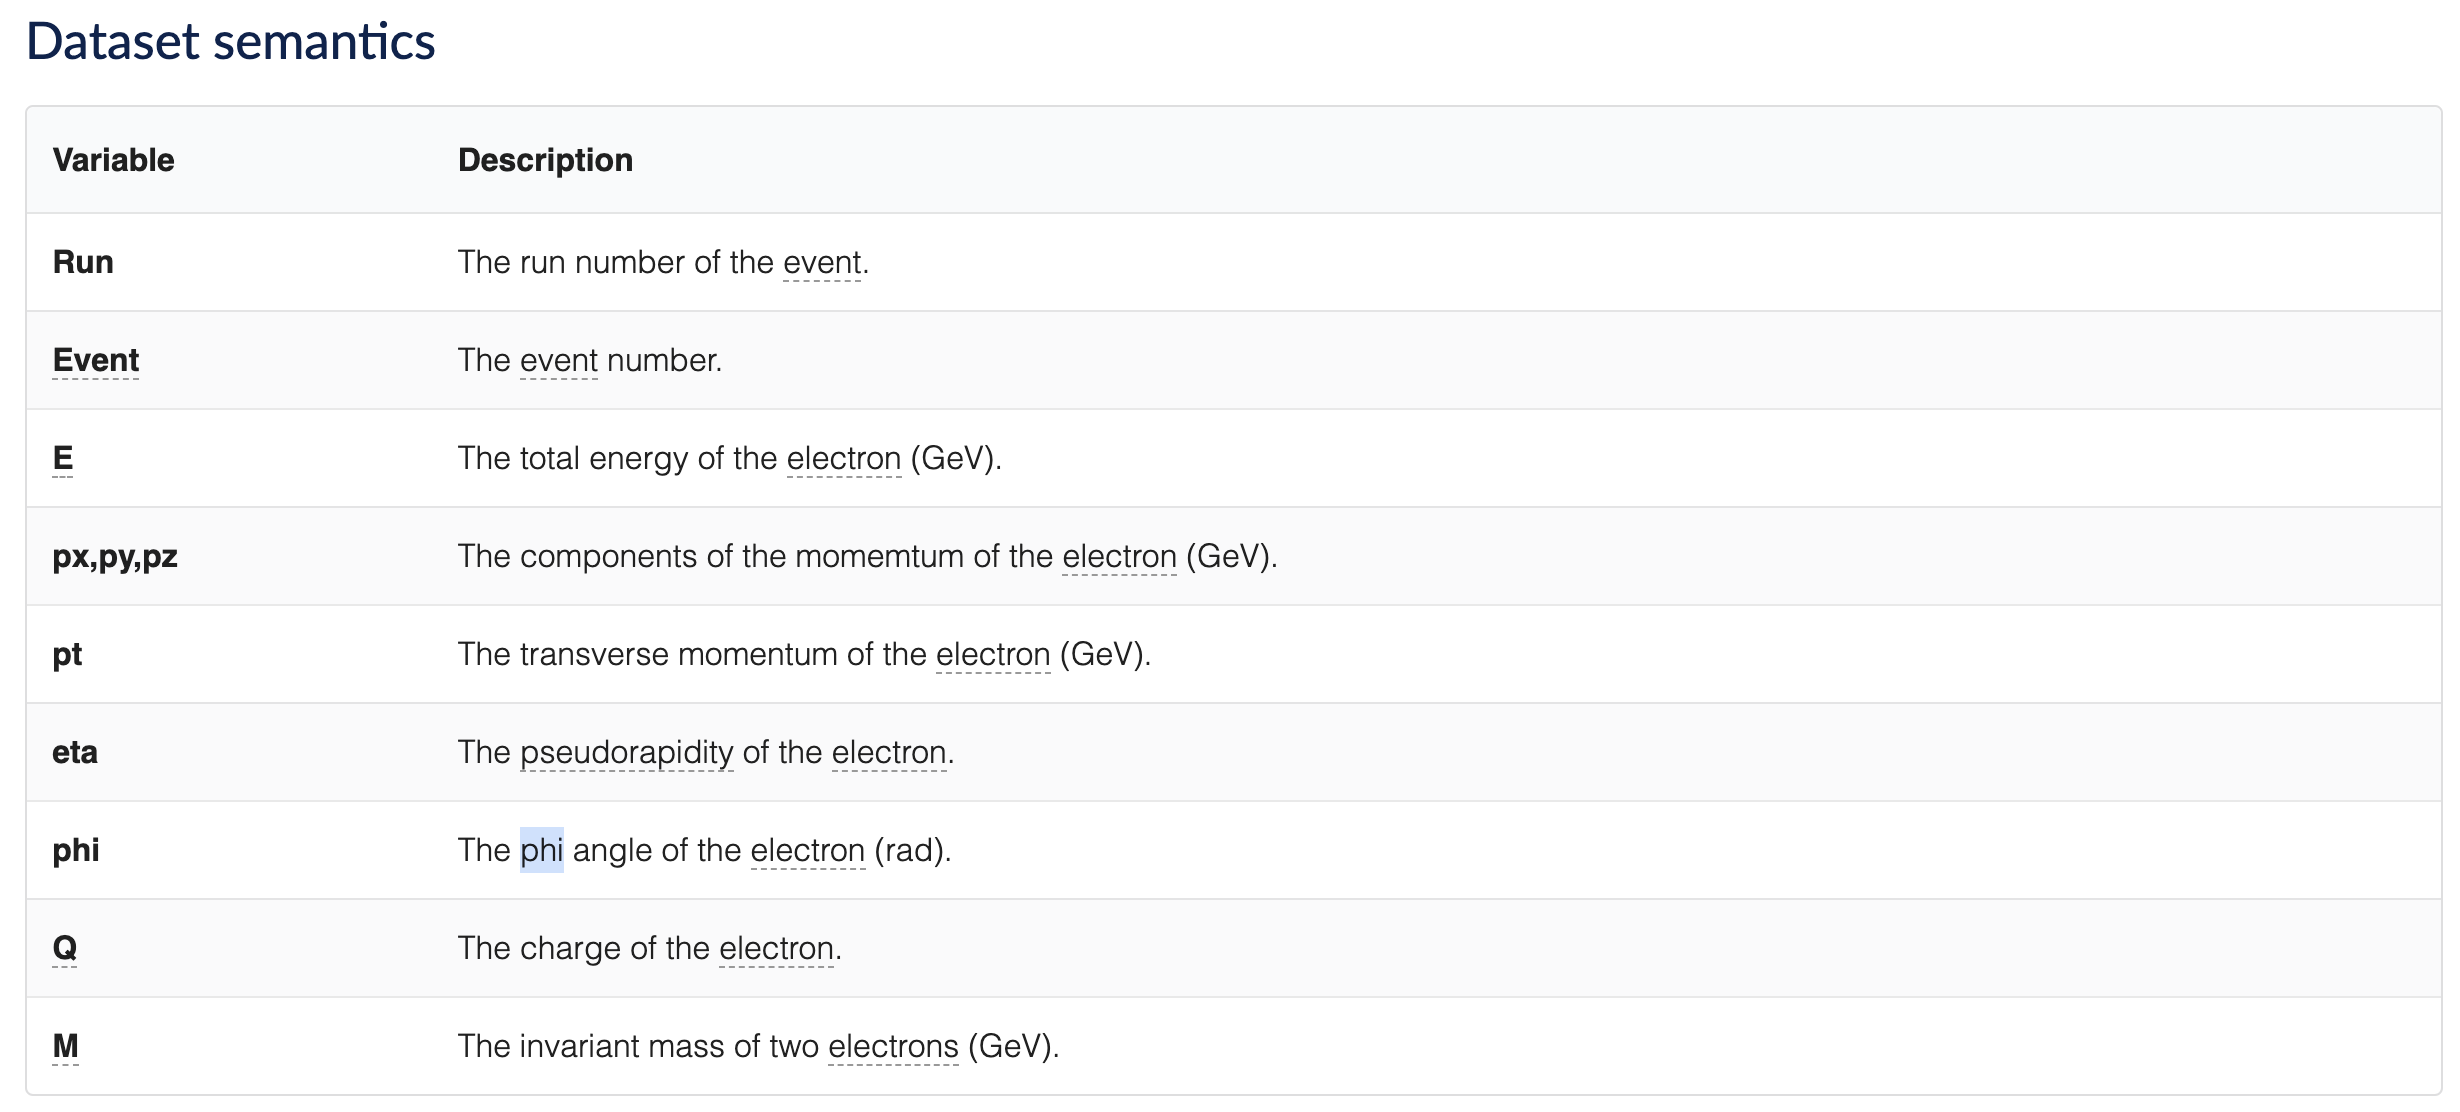 Dataset semantics
Variable Description
Run The run number of the event.
Event The event number.
E The total energy of the electron (GeV).
px,py,pz The components of the momemtum of the electron (GeV).
pt The transverse momentum of the electron (GeV).
eta The pseudorapidity of the electron.
phi The phi angle of the electron (rad).
Q The charge of the electron.
M The invariant mass of two electrons (GeV).